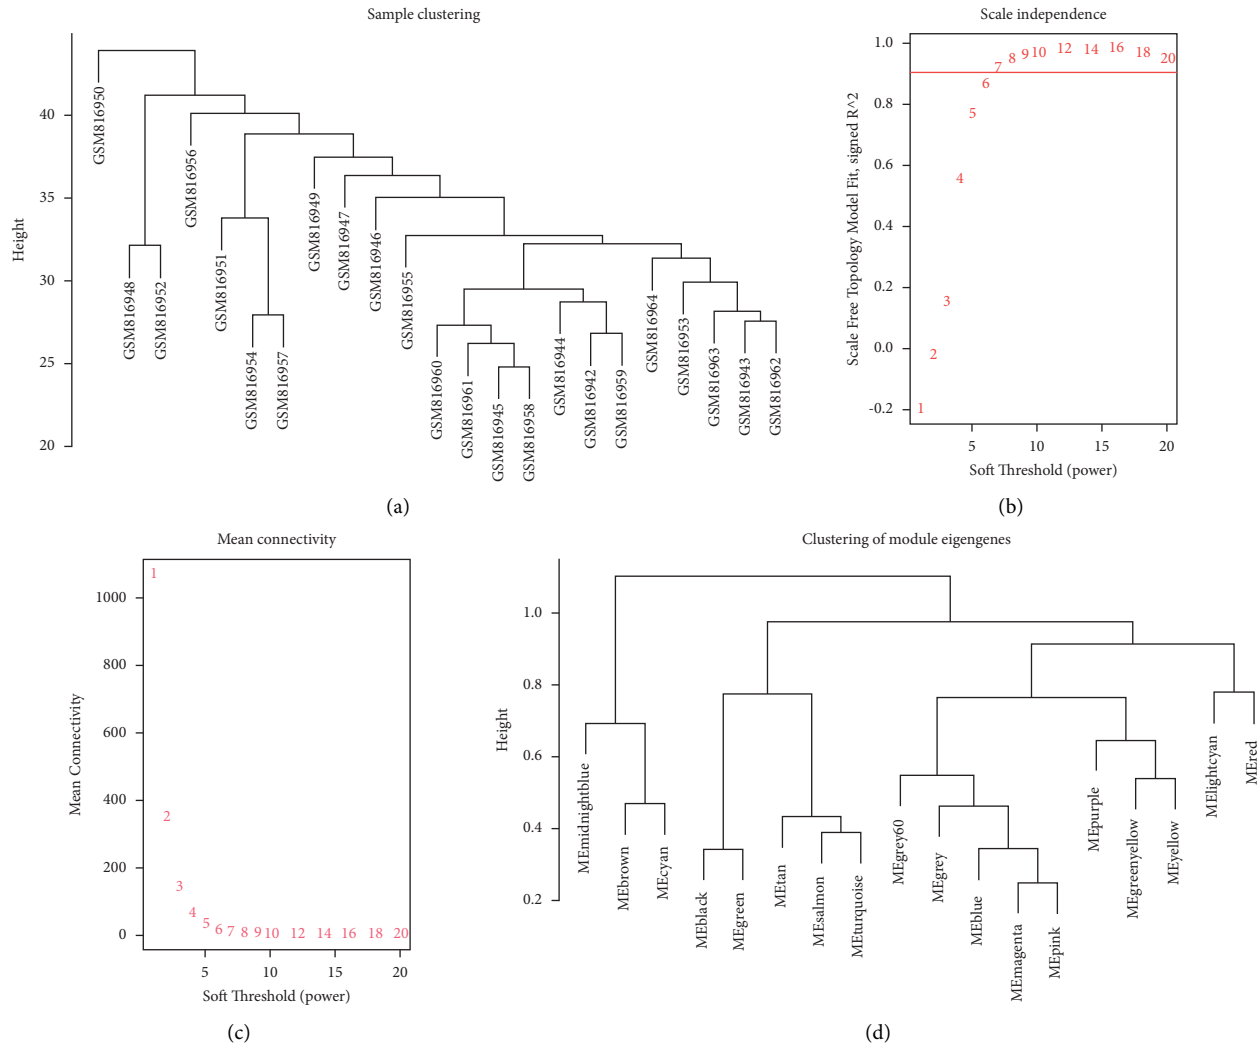 Sample clustering
Height
40
35
30
25
20
GSM816950
GSM816948
GSM816952
GSM816956
GSM816951
GSM816954
GSM816957
GSM816949
GSM816947
GSM816946
GSM816955
GSM816960
GSM816961
GSM816945
GSM816958
GSM816944
GSM816942
GSM816959
GSM816964
GSM816953
GSM816963
GSM816943
GSM816962
(a)
Scale independence
Scale Free Topology Model Fit, signed R^2
1.0
0.8
0.6
0.4
0.2
0.0
-0.2
1
2
3
4
5
6
7
8
9
10
12
14
16
18
20
5
10
15
20
Soft Threshold (power)
(b)
Mean connectivity
Mean Connectivity
1000
800
600
400
200
0
1
2
3
4
5
6
7
8
9
10
12
14
16
18
20
5
10
15
20
Soft Threshold (power)
(c)
Clustering of module eigengenes
Height
1.0
0.8
0.6
0.4
0.2
MEmidnightblue
MEbrown
MEcyan
MEblack
MEgreen
MEtan
MEsalmon
MEturquoise
MEgrey60
MEgrey
MEblue
MEmagenta
MEpink
MEpurple
MEgreenyellow
MEyellow
MElightcyan
MEred
(d)